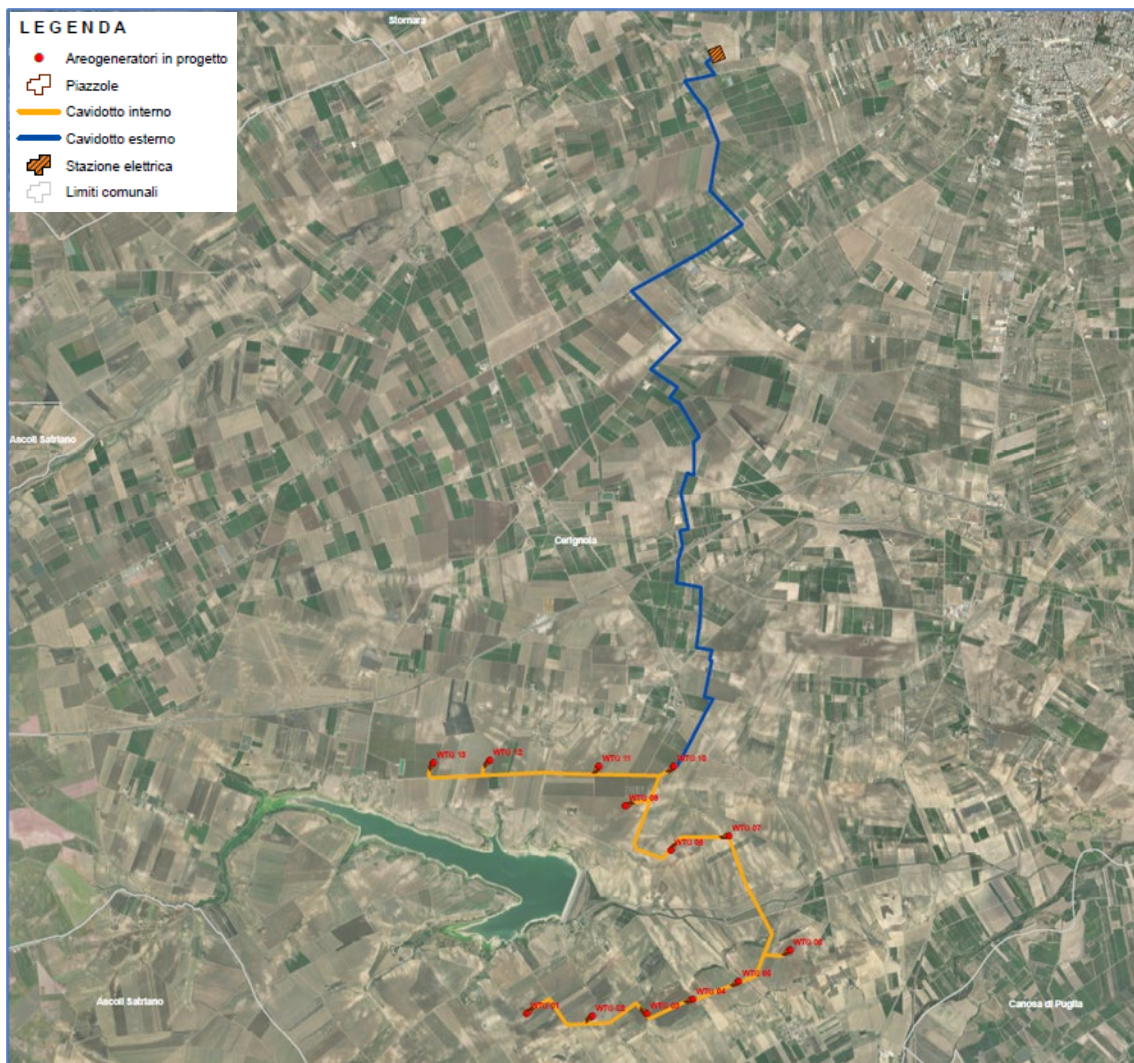 LEGENDA
Areogeneratori in progetto
Piazzole
Cavidotto interno
Cavidotto esterno
Stazione elettrica
Limiti comunali
Stornara
Ascoli Satriano
Cerignola
WTG 13
WTG 12
WTG 11
WTG 10
WTG 09
WTG 07
WTG 08
WTG 06
WTG 05
WTG 04
WTG 01
WTG 02
WTG 03
Ascoli Satriano
Canosa di Puglia